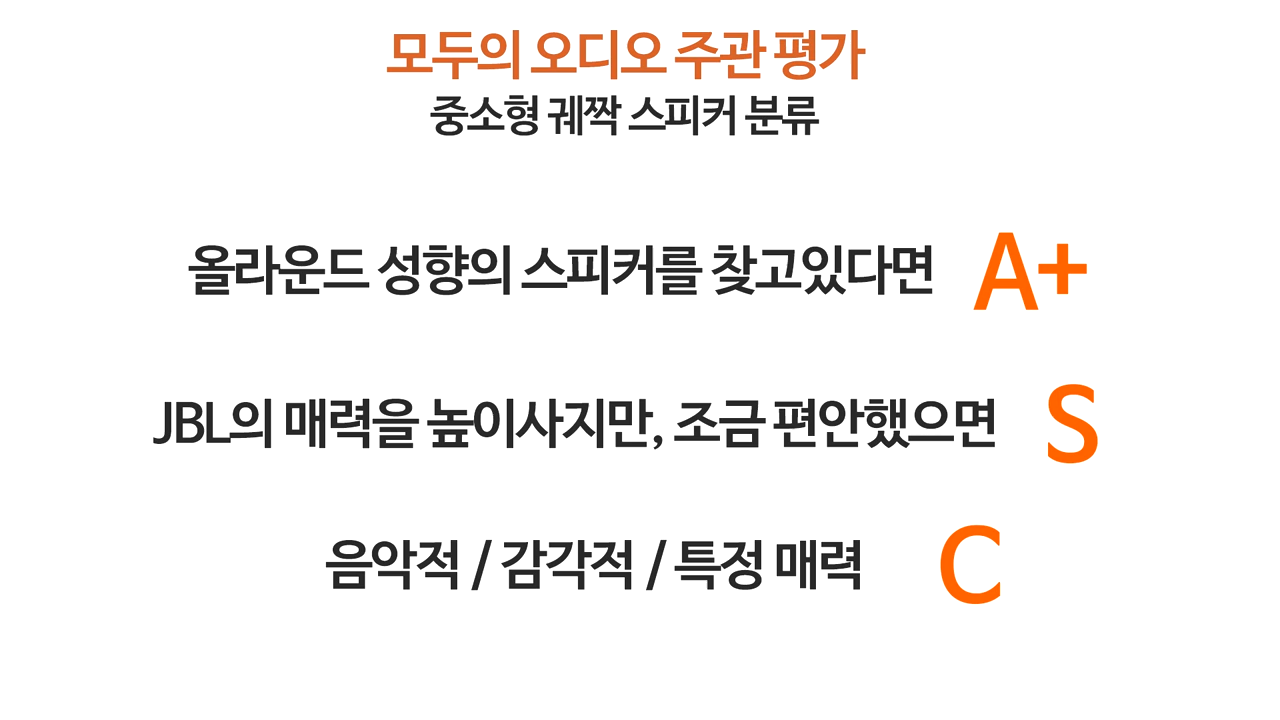 모두의 오디오 주관 평가
중소형 궤짝 스피커 분류
올라운드 성향의 스피커를 찾고있다면 A+
JBL의 매력을 높이사지만, 조금 편안했으면 S
음악적 / 감각적 / 특정 매력 C